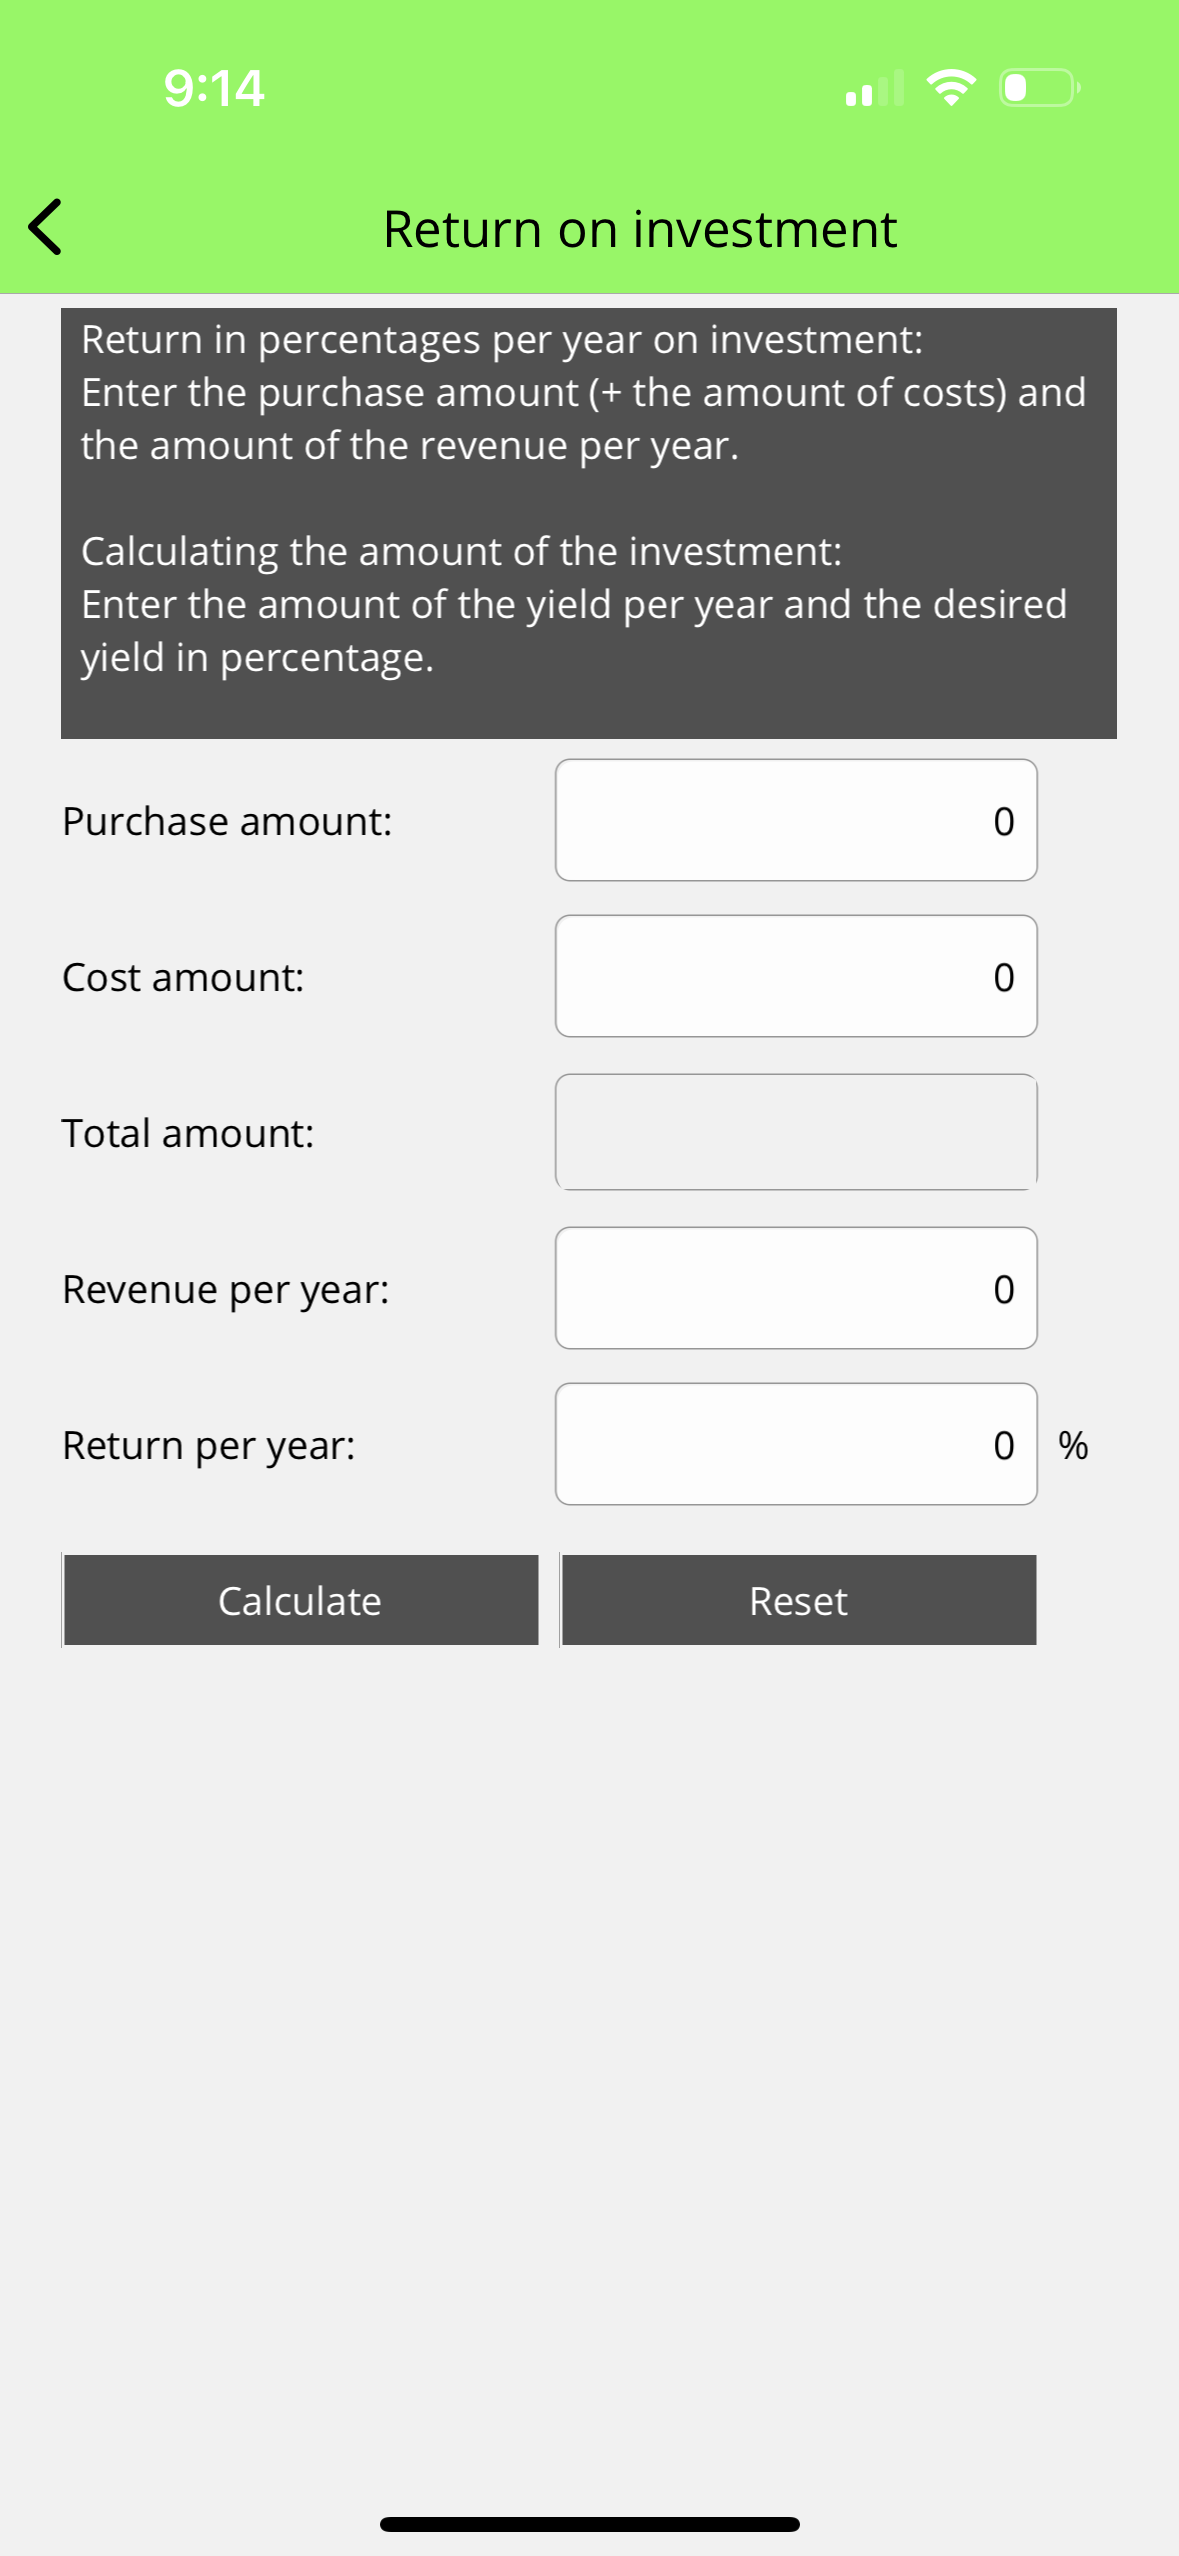 9:14
Return on investment
Return in percentages per year on investment:
Enter the purchase amount (+ the amount of costs) and
the amount of the revenue per year.
Calculating the amount of the investment:
Enter the amount of the yield per year and the desired
yield in percentage.
Purchase amount: 0
Cost amount: 0
Total amount:
Revenue per year: 0
Return per year: 0 %
Calculate Reset